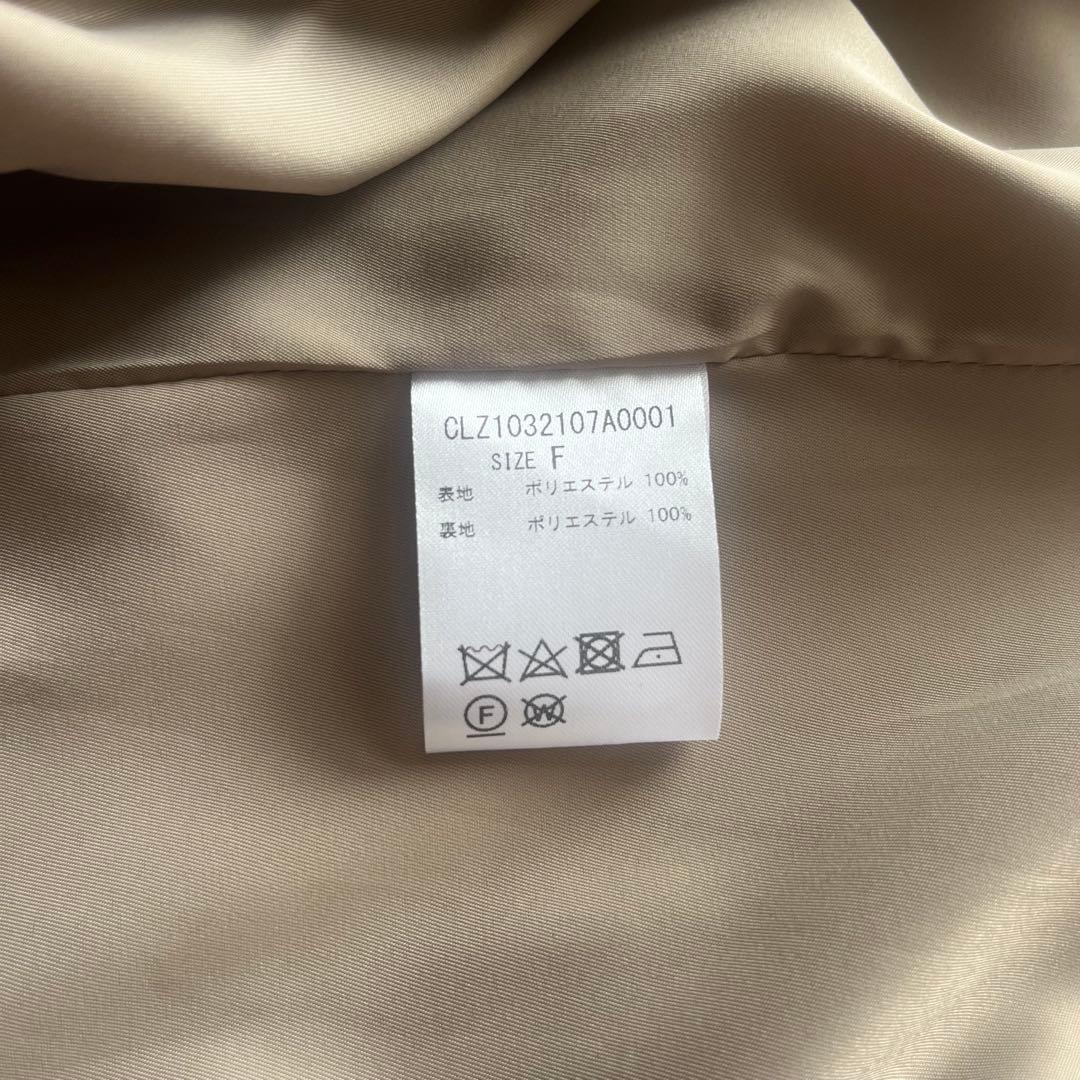 CLZ1032107A0001
SIZE F
表地 ポリエステル 100%
裏地 ポリエステル 100%
F W